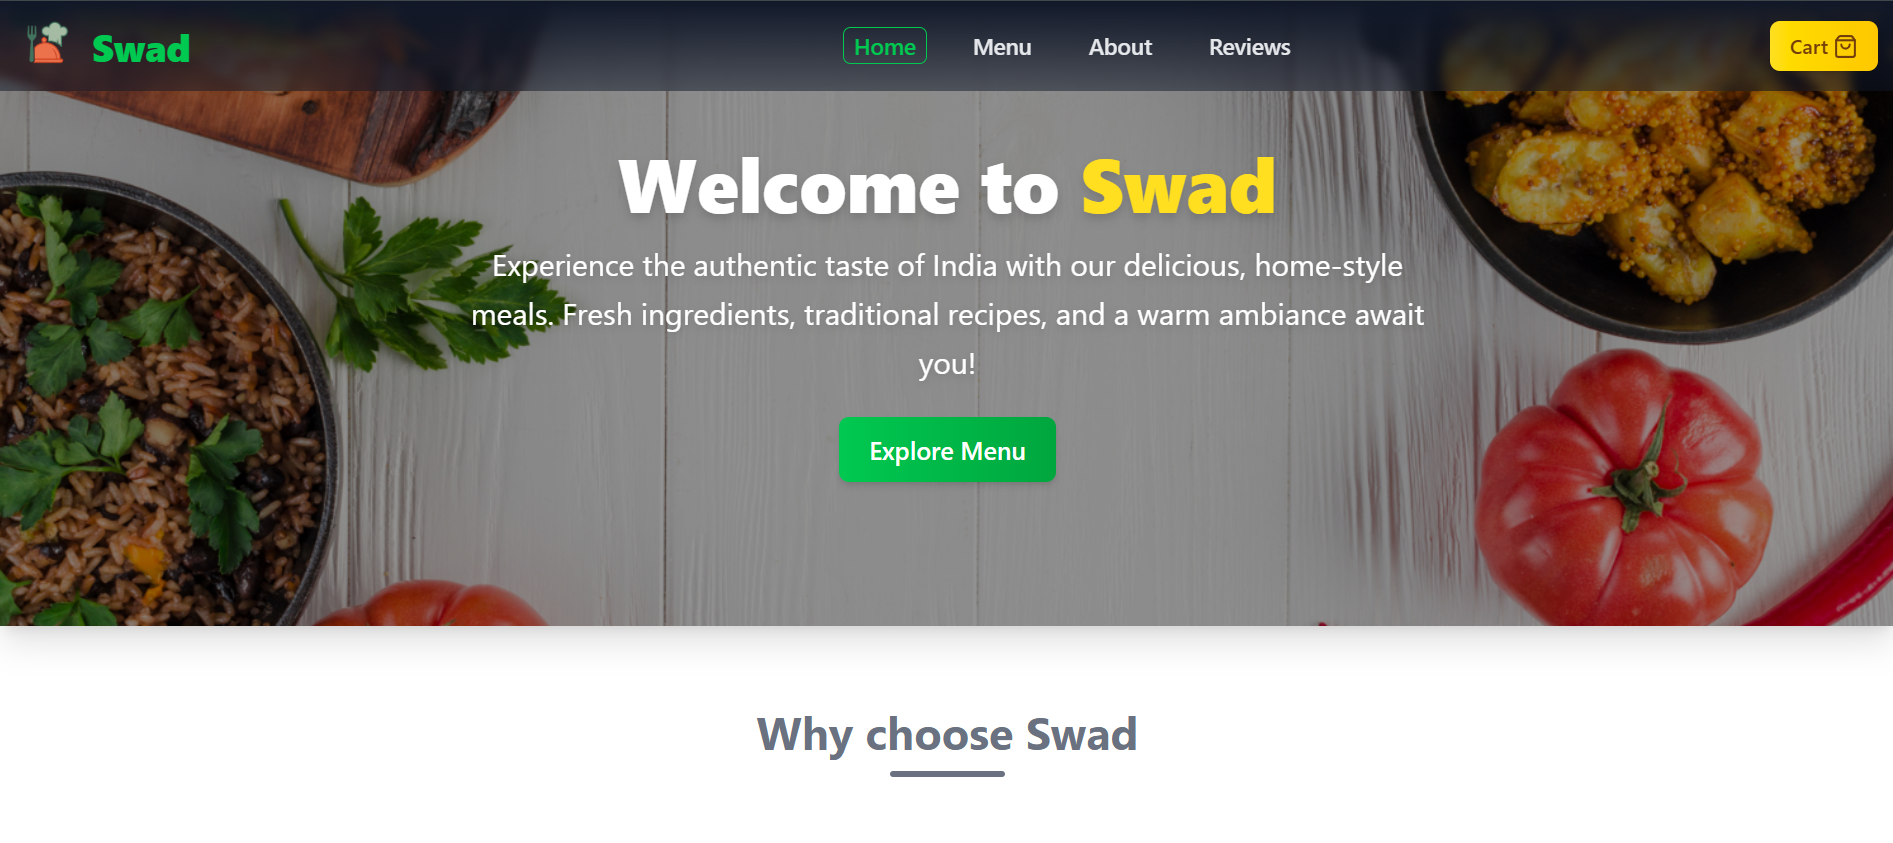 Swad
Home Menu About Reviews
Cart
Welcome to Swad
Experience the authentic taste of India with our delicious, home-style
meals. Fresh ingredients, traditional recipes, and a warm ambiance await
you!
Explore Menu
Why choose Swad